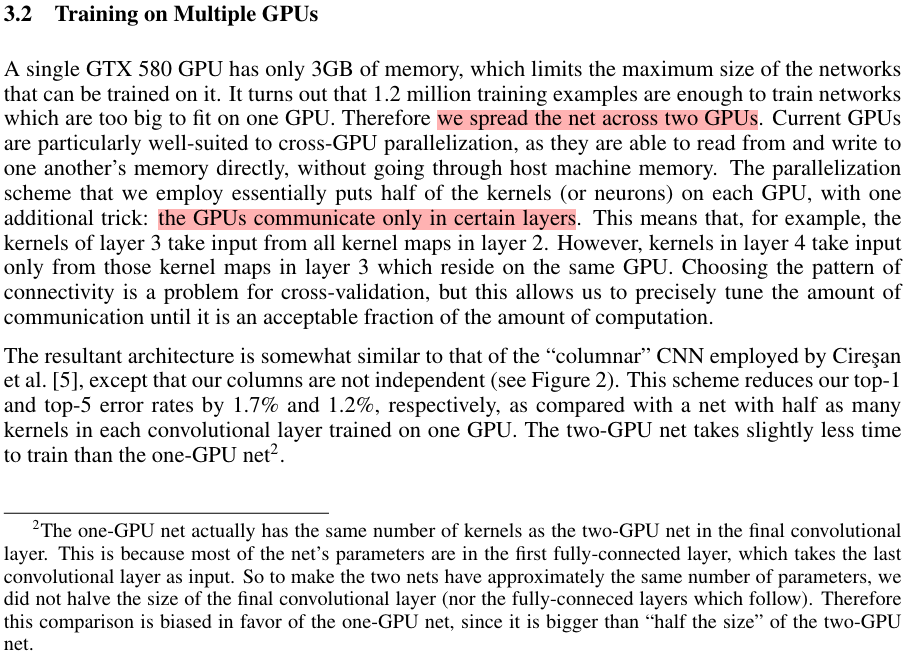 3.2 Training on Multiple GPUs
A single GTX 580 GPU has only 3GB of memory, which limits the maximum size of the networks
that can be trained on it. It turns out that 1.2 million training examples are enough to train networks
which are too big to fit on one GPU. Therefore we spread the net across two GPUs. Current GPUs
are particularly well-suited to cross-GPU parallelization, as they are able to read from and write to
one another's memory directly, without going through host machine memory. The parallelization
scheme that we employ essentially puts half of the kernels (or neurons) on each GPU, with one
additional trick: the GPUs communicate only in certain layers. This means that, for example, the
kernels of layer 3 take input from all kernel maps in layer 2. However, kernels in layer 4 take input
only from those kernel maps in layer 3 which reside on the same GPU. Choosing the pattern of
connectivity is a problem for cross-validation, but this allows us to precisely tune the amount of
communication until it is an acceptable fraction of the amount of computation.
The resultant architecture is somewhat similar to that of the “columnar” CNN employed by Cireşan
et al. [5], except that our columns are not independent (see Figure 2). This scheme reduces our top-1
and top-5 error rates by 1.7% and 1.2%, respectively, as compared with a net with half as many
kernels in each convolutional layer trained on one GPU. The two-GPU net takes slightly less time
to train than the one-GPU net².
²The one-GPU net actually has the same number of kernels as the two-GPU net in the final convolutional
layer. This is because most of the net's parameters are in the first fully-connected layer, which takes the last
convolutional layer as input. So to make the two nets have approximately the same number of parameters, we
did not halve the size of the final convolutional layer (nor the fully-conneced layers which follow). Therefore
this comparison is biased in favor of the one-GPU net, since it is bigger than “half the size” of the two-GPU
net.